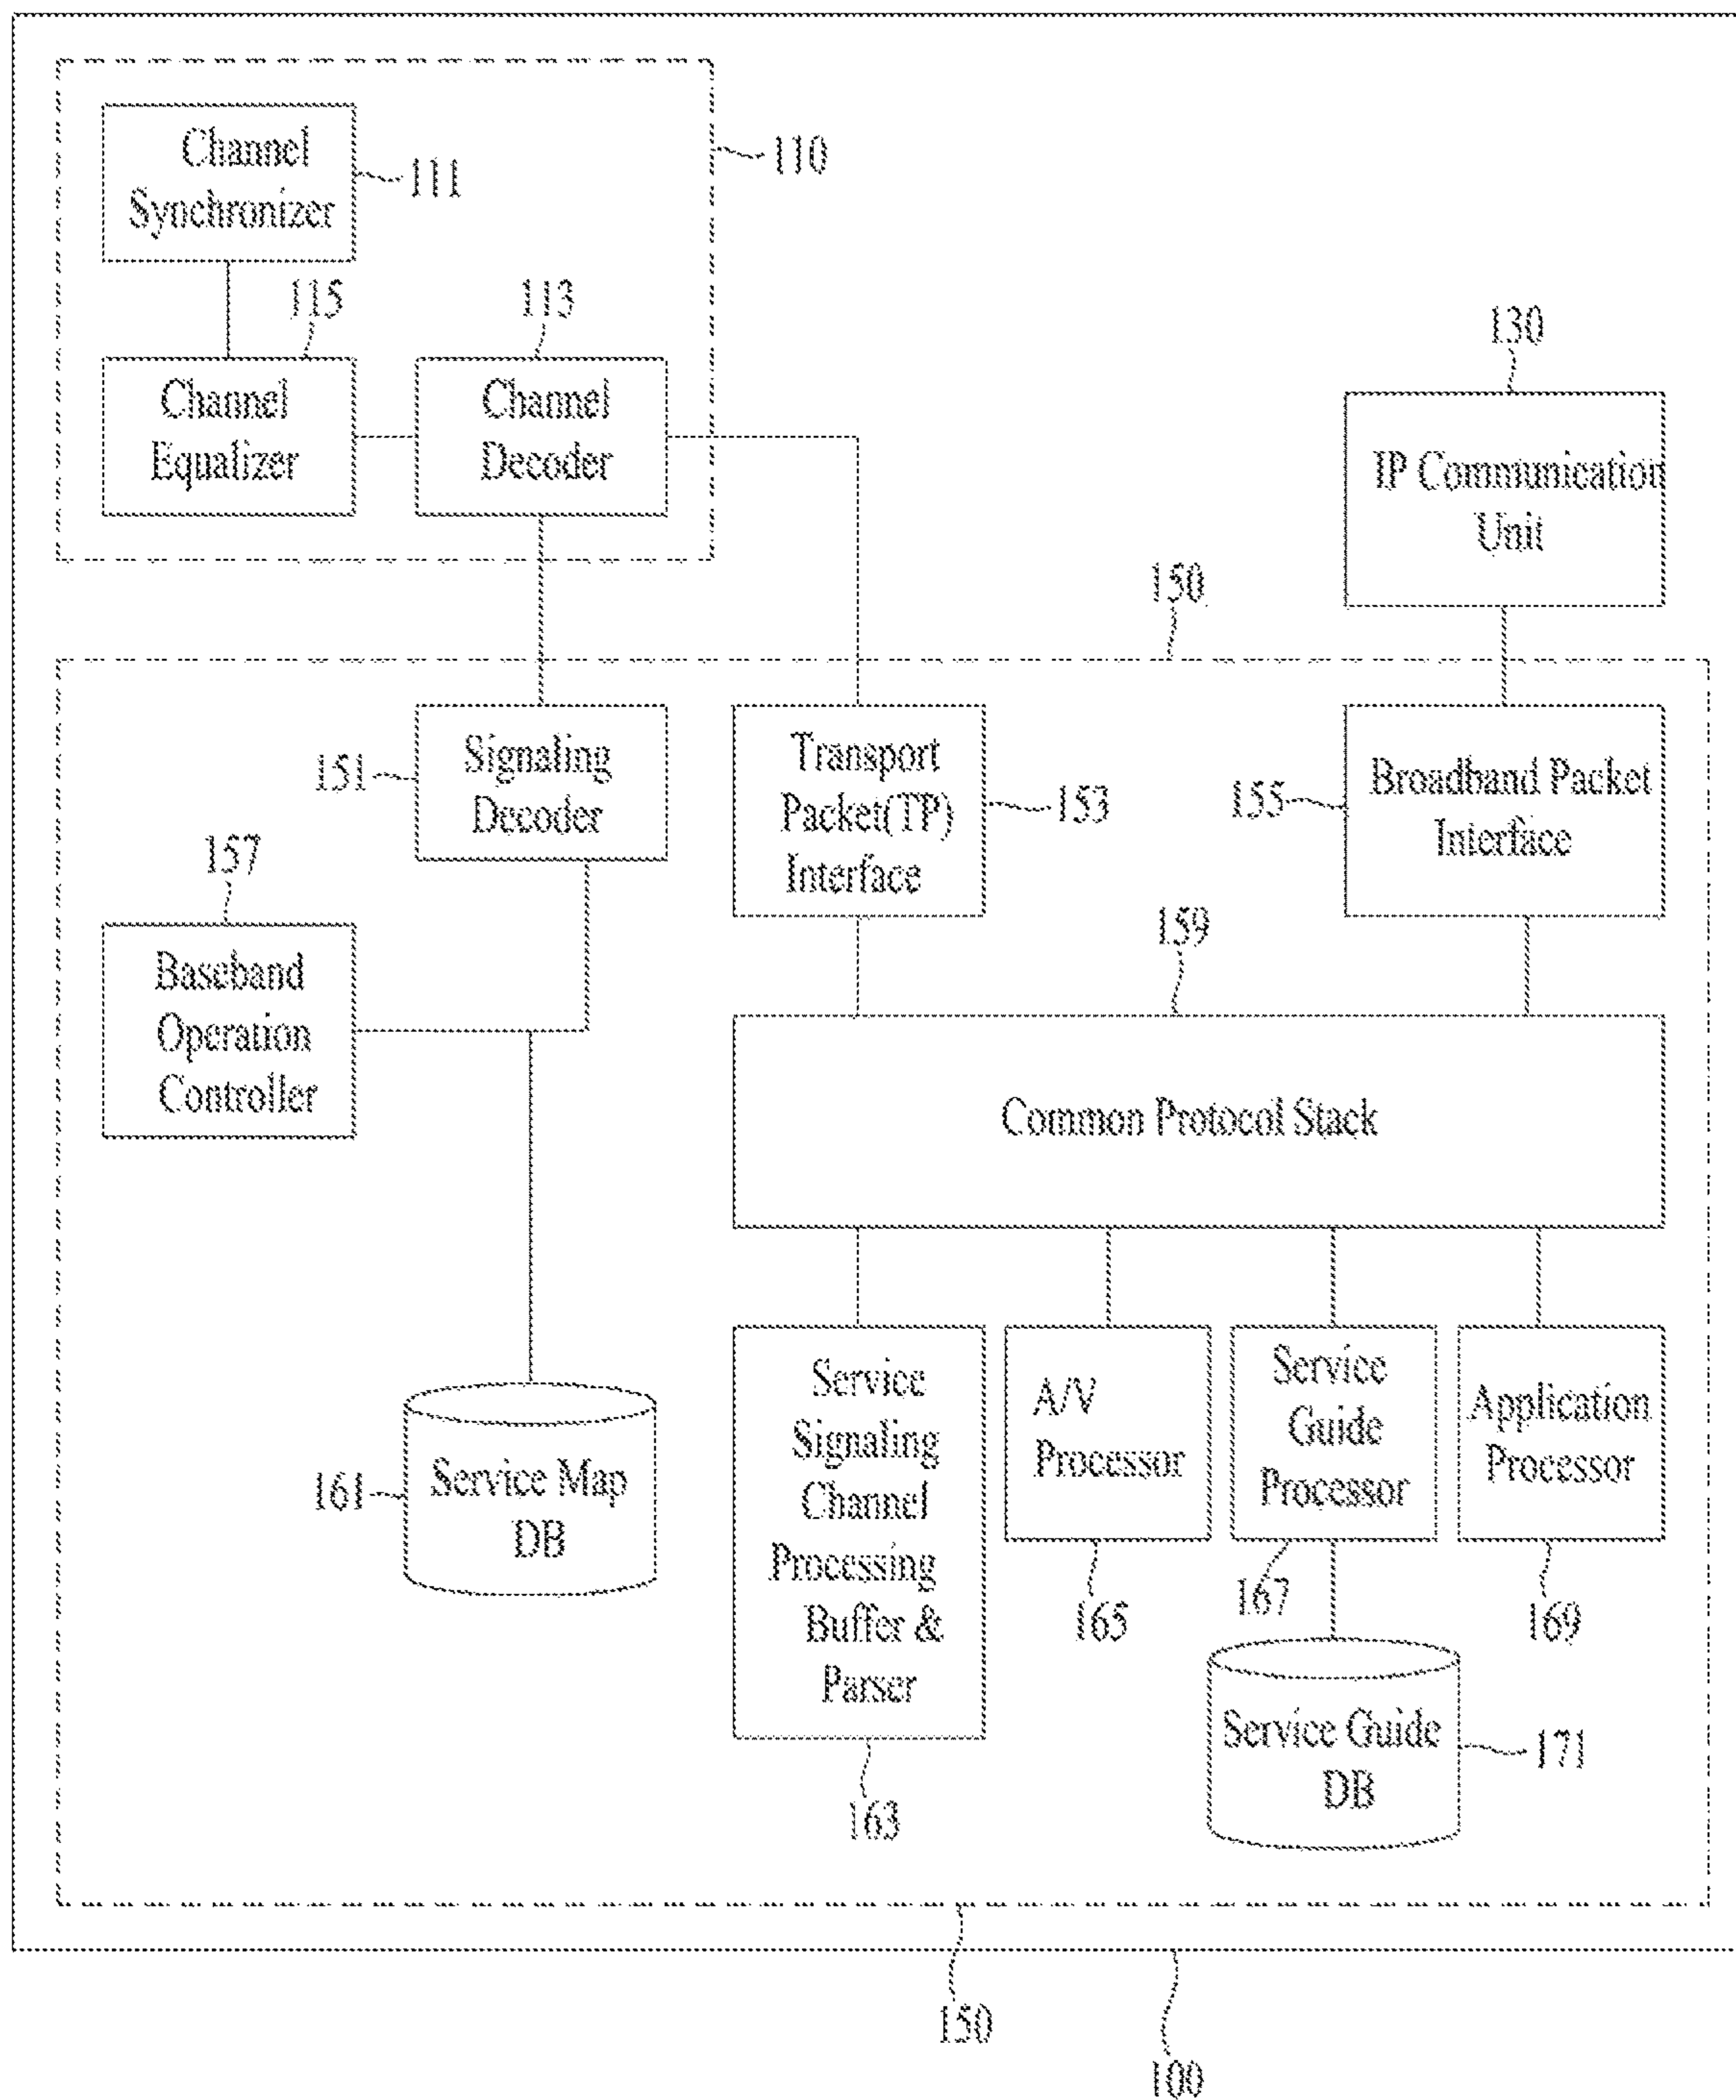 Channel
Synchronizer
111
110
115
113
Channel
Equalizer
Channel
Decoder
130
IP Communication
Unit
150
151
Signaling
Decoder
Transport
Packet(TP)
Interface
153
155
Broadband Packet
Interface
157
Baseband
Operation
Controller
159
Common Protocol Stack
161
Service Map
DB
Service
Signaling
Channel
Processing
Buffer &
Parser
163
A/V
Processor
165
Service
Guide
Processor
167
Application
Processor
169
Service Guide
DB
171
150
100